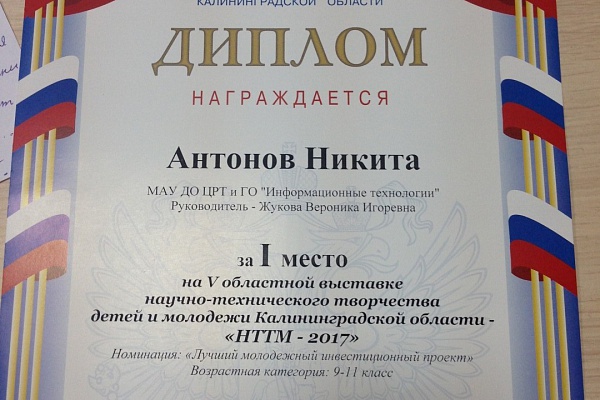 КАЛИНИНГРАДСКОЙ ОБЛАСТИ
ДИПЛОМ
НАГРАЖДАЕТСЯ
Антонов Никита
МАУ ДО ЦРТ и ГО "Информационные технологии"
Руководитель - Жукова Вероника Игоревна
за I место
на V областной выставке
научно-технического творчества
детей и молодежи Калининградской области -
«НТТМ - 2017»
Номинация: «Лучший молодежный инвестиционный проект»
Возрастная категория: 9-11 класс